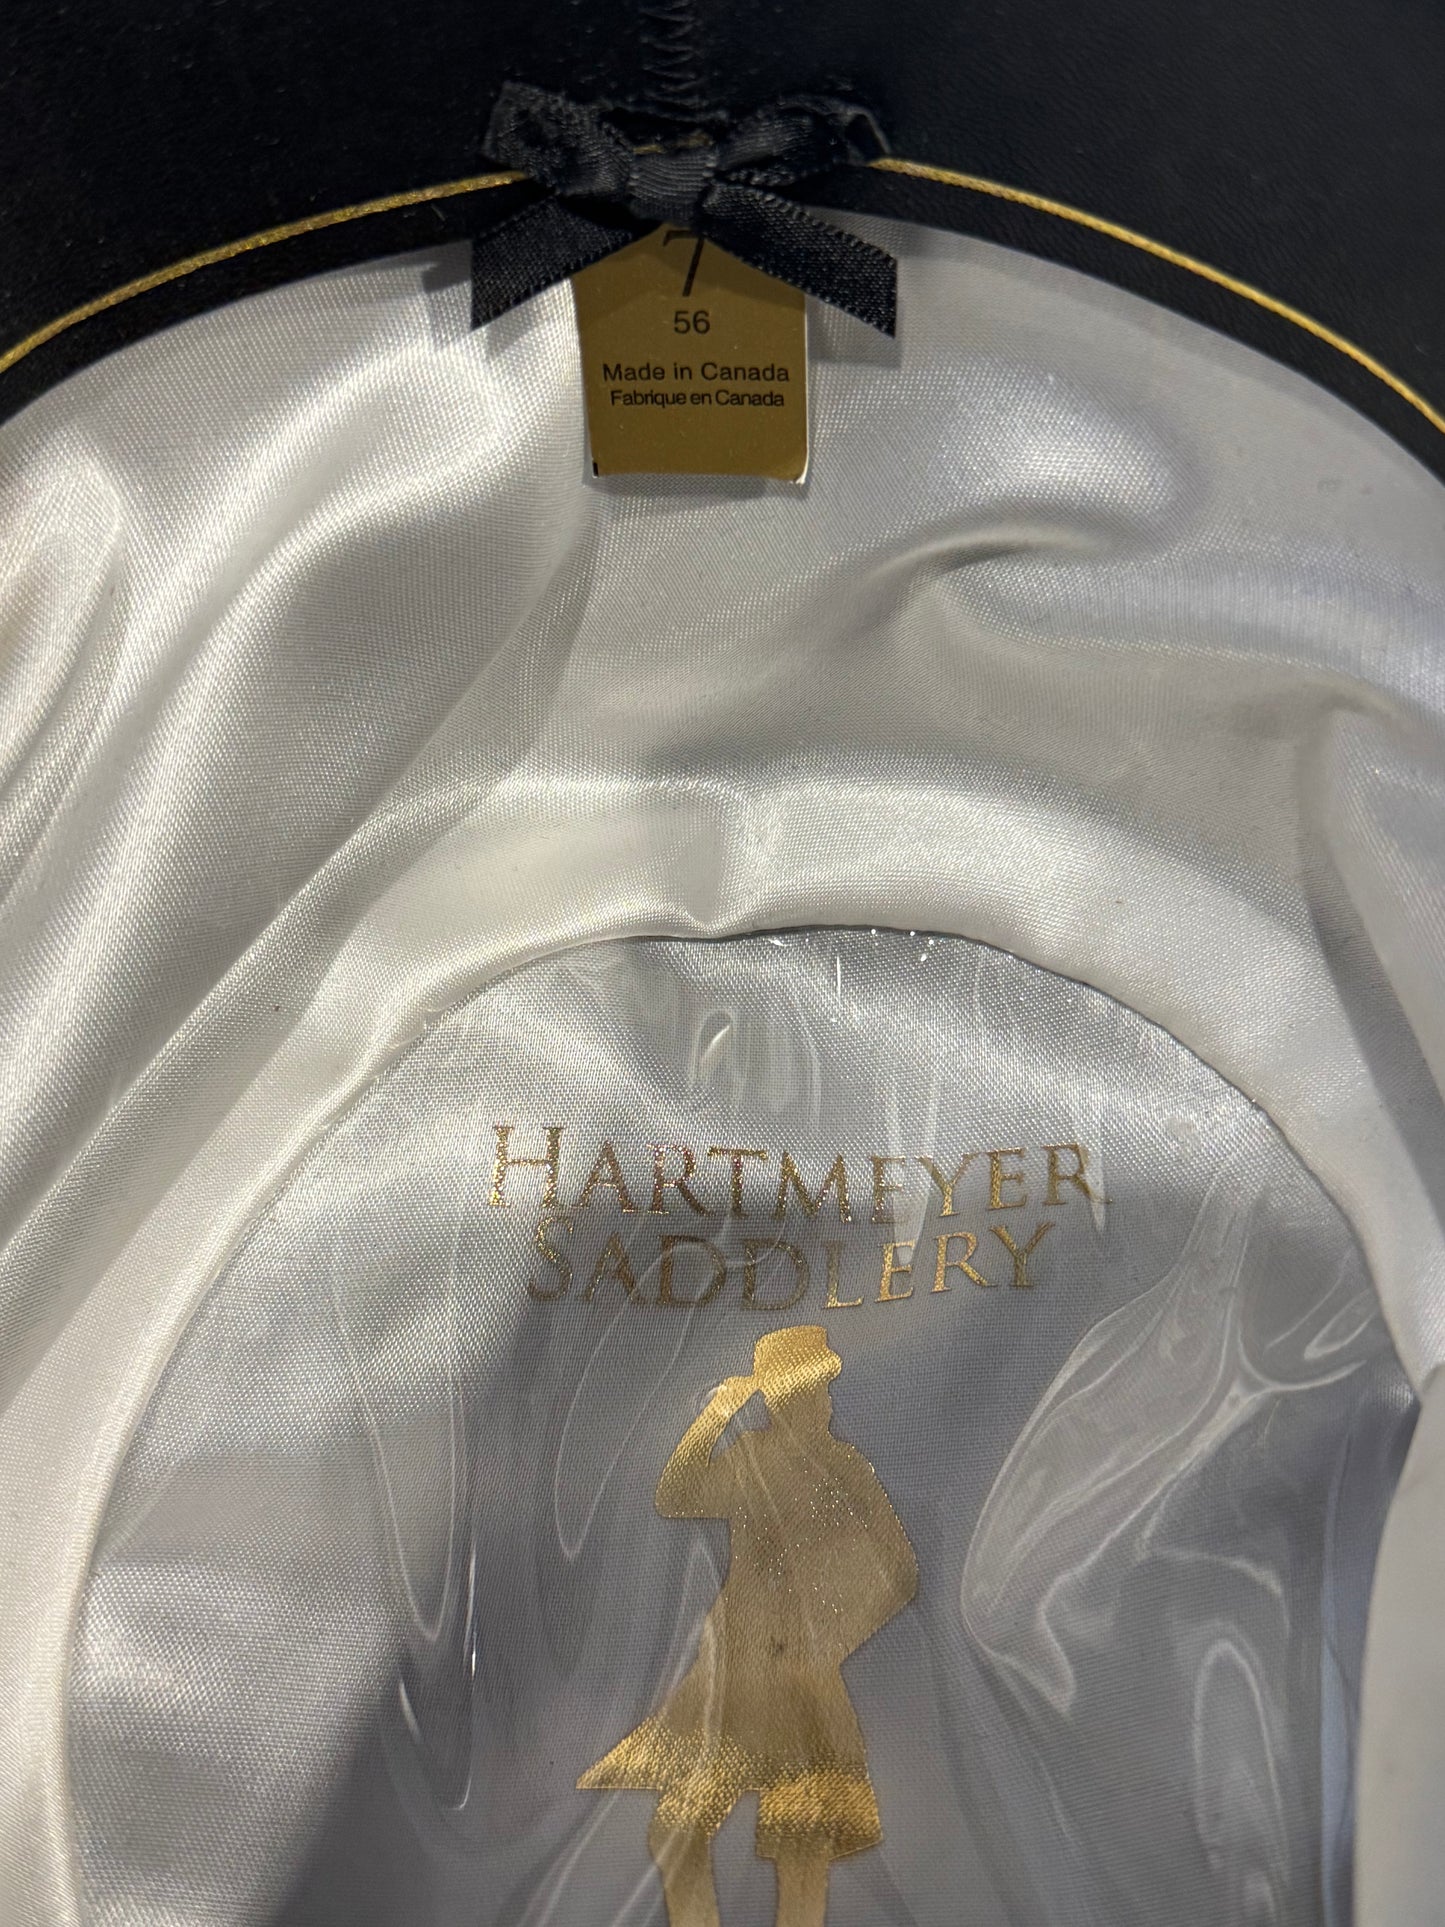 7
56
Made in Canada
Fabrique en Canada
HARTMEYER
SADDLERY